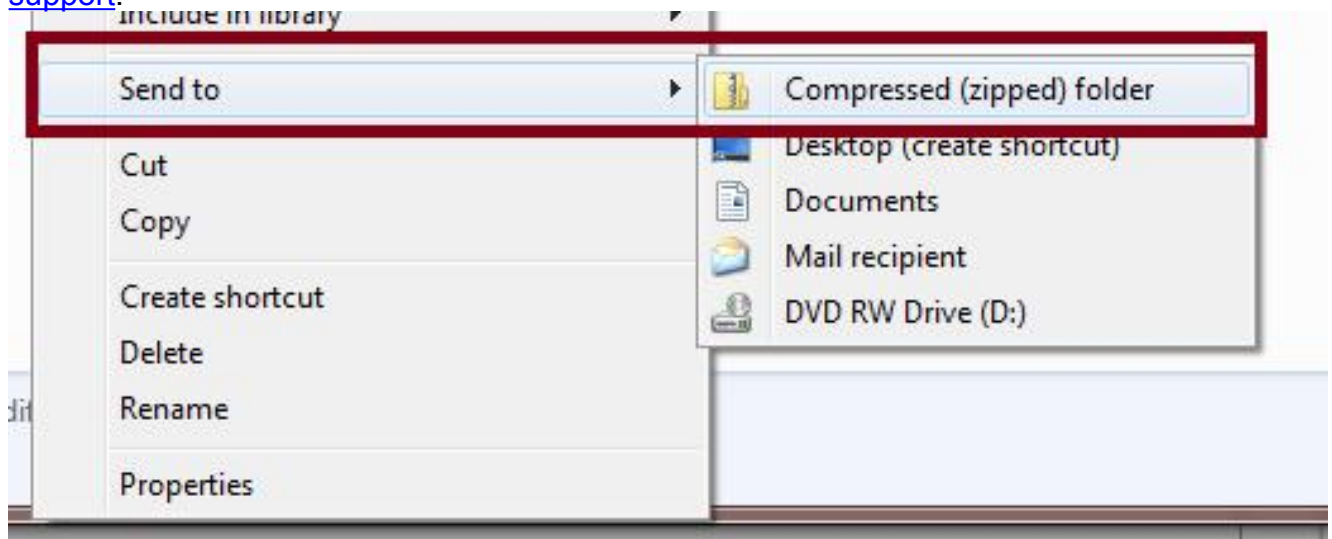 support.
Include in library
Send to
Compressed (zipped) folder
Desktop (create shortcut)
Cut
Documents
Copy
Mail recipient
Create shortcut
DVD RW Drive (D:)
Delete
Rename
Properties